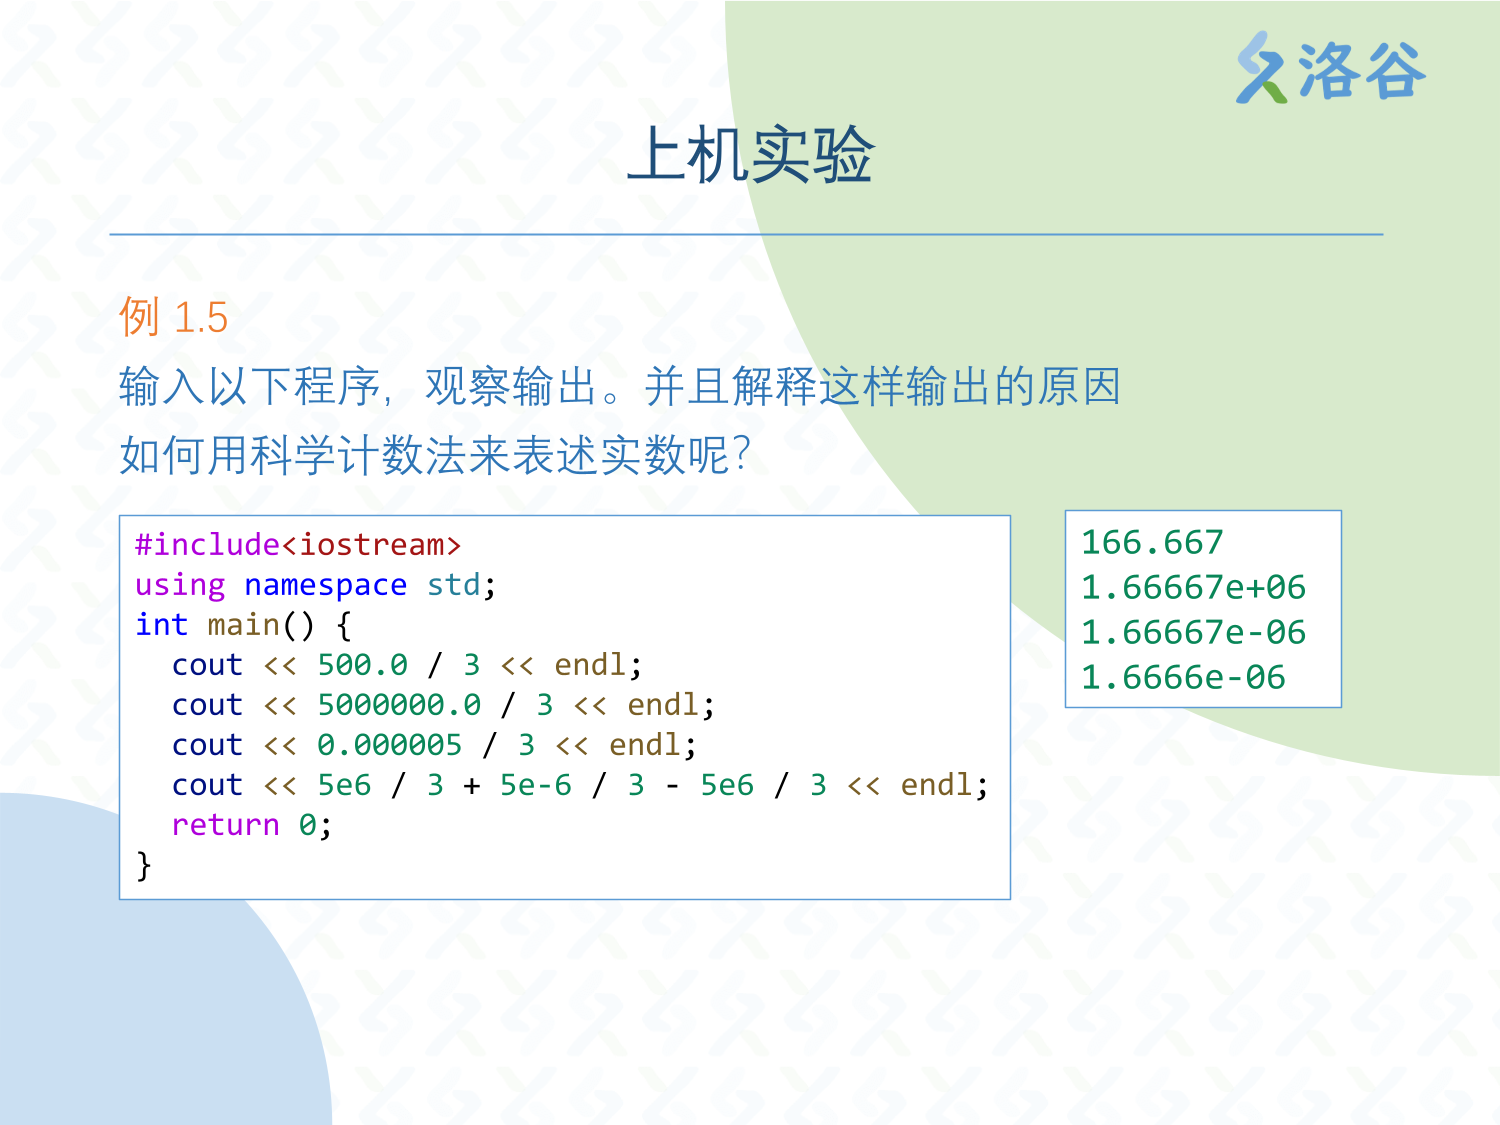 洛谷
上机实验
例 1.5
输入以下程序，观察输出。并且解释这样输出的原因
如何用科学计数法来表述实数呢？
#include<iostream>
using namespace std;
int main() {
  cout << 500.0 / 3 << endl;
  cout << 5000000.0 / 3 << endl;
  cout << 0.000005 / 3 << endl;
  cout << 5e6 / 3 + 5e-6 / 3 - 5e6 / 3 << endl;
  return 0;
}
166.667
1.66667e+06
1.66667e-06
1.6666e-06